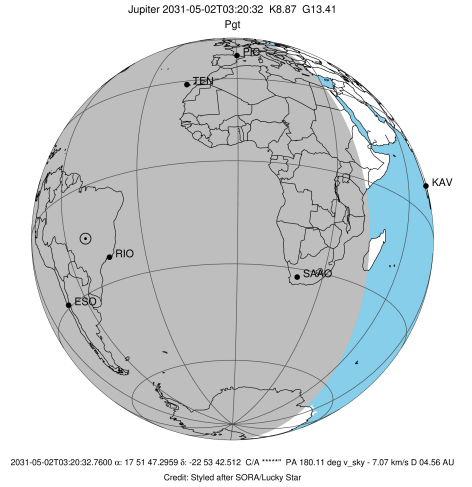 Jupiter 2031-05-02T03:20:32 K8.87 G13.41
Pgt
PIC
TEN
KAV
RIO
SAAO
ESO
2031-05-02T03:20:32.7600 α: 17 51 47.2959 δ: -22 53 42.512 C/A *****" PA 180.11 deg v_sky - 7.07 km/s D 04.56 AU
Credit: Styled after SORA/Lucky Star